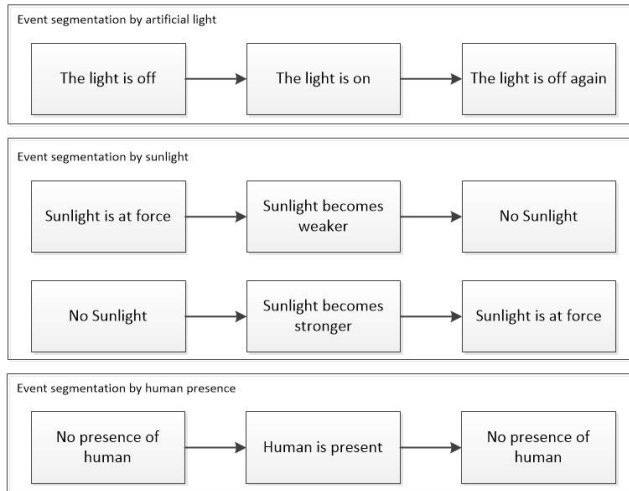 Event segmentation by artificial light
The light is off
The light is on
The light is off again
Event segmentation by sunlight
Sunlight is at force
Sunlight becomes
weaker
No Sunlight
No Sunlight
Sunlight becomes
stronger
Sunlight is at force
Event segmentation by human presence
No presence of
human
Human is present
No presence of
human